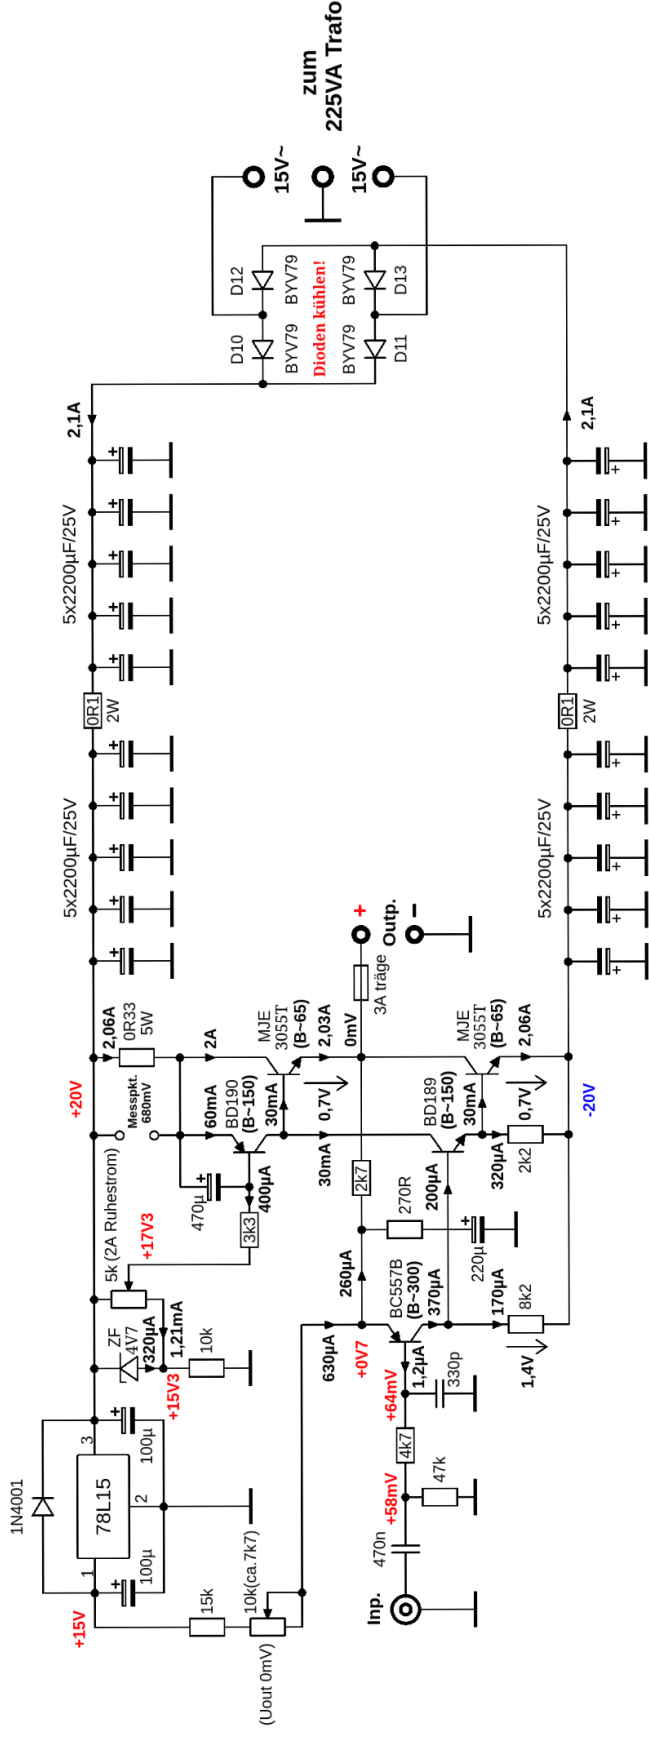 zum
225VA Trafo
15V~
15V~
D12
BYV79
BYV79
D13
Dioden kühlen!
D10
BYV79
BYV79
D11
2,1A
2,1A
5x2200µF/25V
5x2200µF/25V
0R1
2W
0R1
2W
5x2200µF/25V
5x2200µF/25V
+
Outp.
−
3A träge
2,06A
0R33
5W
2A
MJE
3055T
(B~65)
2,03A
0mV
MJE
3055T
(B~65)
2,06A
+20V
Messpkt.
680mV
60mA
BD190
(B~150)
30mA
0,7V
BD189
(B~150)
30mA
0,7V
-20V
5k (2A Ruhestrom)
+17V3
470µ
+
400µA
30mA
2k7
200µA
320µA
2k2
3k3
270R
220µ
+
260µA
BC557B
(B~300)
370µA
170µA
8k2
ZF
4V7
320µA
1,21mA
10k
+15V3
630µA
+0V7
1,2µA
1,4V
+64mV
330p
1N4001
3
78L15
2
1
+
100µ
+
100µ
4k7
+58mV
47k
470n
+15V
15k
10k(ca.7k7)
(Uout 0mV)
Inp.